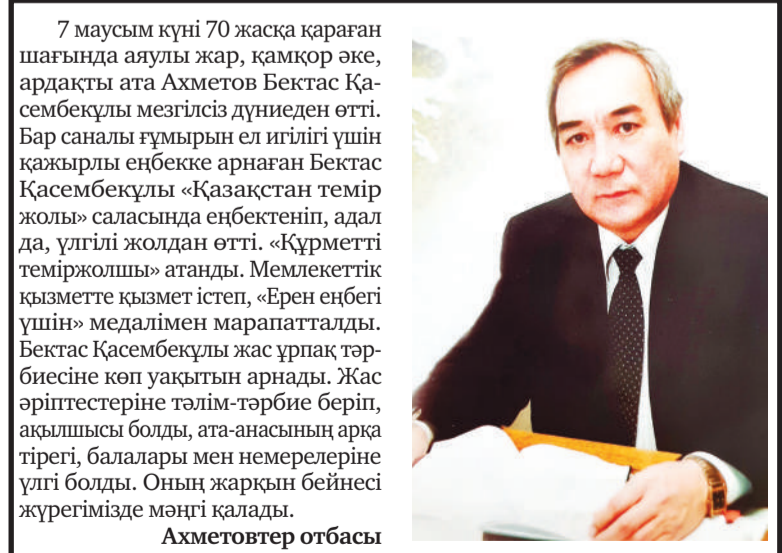 7 маусым күні 70 жасқа қараған
шағында аяулы жар, қамқор әке,
ардақты ата Ахметов Бектас Қа-
сембекұлы мезгілсіз дүниеден өтті.
Бар саналы ғұмырын ел игілігі үшін
қажырлы еңбекке арнаған Бектас
Қасембекұлы «Қазақстан темір
жолы» саласында еңбектеніп, адал
да, үлгілі жолдан өтті. «Құрметті
теміржолшы» атанды. Мемлекеттік
қызметте қызмет істеп, «Ерен еңбегі
үшін» медалімен марапатталды.
Бектас Қасембекұлы жас ұрпақ тәр-
биесіне көп уақытын арнады. Жас
әріптестеріне тәлім-тәрбие беріп,
ақылшысы болды, ата-анасының арқа
тірегі, балалары мен немерелеріне
үлгі болды. Оның жарқын бейнесі
жүрегімізде мәңгі қалады.
Ахметовтер отбасы